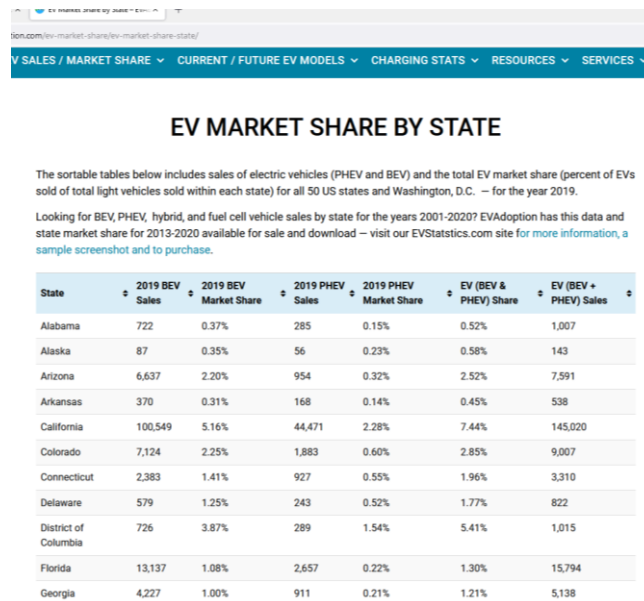 EV Market Share by State – EV...
tion.com/ev-market-share/ev-market-share-state/
V SALES / MARKET SHARE CURRENT / FUTURE EV MODELS CHARGING STATS RESOURCES SERVICES
EV MARKET SHARE BY STATE
The sortable tables below includes sales of electric vehicles (PHEV and BEV) and the total EV market share (percent of EVs
sold of total light vehicles sold within each state) for all 50 US states and Washington, D.C. – for the year 2019.
Looking for BEV, PHEV, hybrid, and fuel cell vehicle sales by state for the years 2001-2020? EVAdoption has this data and
state market share for 2013-2020 available for sale and download – visit our EVStatstics.com site for more information, a
sample screenshot and to purchase.
State 2019 BEV Sales 2019 BEV Market Share 2019 PHEV Sales 2019 PHEV Market Share EV (BEV & PHEV) Share EV (BEV + PHEV) Sales
Alabama 722 0.37% 285 0.15% 0.52% 1,007
Alaska 87 0.35% 56 0.23% 0.58% 143
Arizona 6,637 2.20% 954 0.32% 2.52% 7,591
Arkansas 370 0.31% 168 0.14% 0.45% 538
California 100,549 5.16% 44,471 2.28% 7.44% 145,020
Colorado 7,124 2.25% 1,883 0.60% 2.85% 9,007
Connecticut 2,383 1.41% 927 0.55% 1.96% 3,310
Delaware 579 1.25% 243 0.52% 1.77% 822
District of Columbia 726 3.87% 289 1.54% 5.41% 1,015
Florida 13,137 1.08% 2,657 0.22% 1.30% 15,794
Georgia 4,227 1.00% 911 0.21% 1.21% 5,138